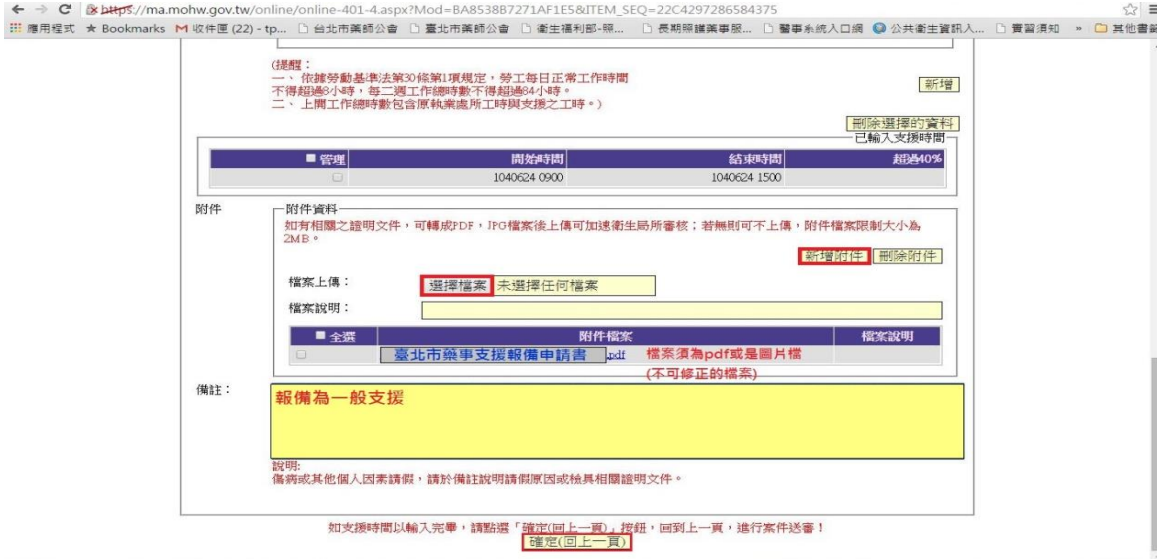 https://ma.mohw.gov.tw/online/online-401-4.aspx?Mod=BA8538B7271AF1E5&ITEM_SEQ=22C4297286584375
應用程式 Bookmarks 收件匣 (22) - tp... 台北市藥師公會 臺北市藥師公會 衛生福利部-照... 長期照護藥事服... 醫事系統入口網 公共衛生資訊入... 實習須知 » 其他書籤
(提醒：
一、 依據勞動基準法第30條第1項規定，勞工每日正常工作時間
不得超過8小時，每二週工作總時數不得超過84小時。
二、 上開工作總時數包含原執業處所工時與支援之工時。)
新增
刪除選擇的資料
已輸入支援時間
管理 開始時間 結束時間 超過40%
1040624 0900 1040624 1500
附件
附件資料
如有相關之證明文件，可轉成PDF，JPG檔案後上傳可加速衛生局所審核；若無則可不上傳，附件檔案限制大小為
2MB。
新增附件 刪除附件
檔案上傳： 選擇檔案 未選擇任何檔案
檔案說明：
全選 附件檔案 檔案說明
臺北市藥事支援報備申請書 .pdf 檔案須為pdf或是圖片檔
(不可修正的檔案)
備註：
報備為一般支援
說明:
傷病或其他個人因素請假，請於備註說明請假原因或檢具相關證明文件。
如支援時間以輸入完畢，請點選「確定(回上一頁)」按鈕，回到上一頁，進行案件送審！
確定(回上一頁)